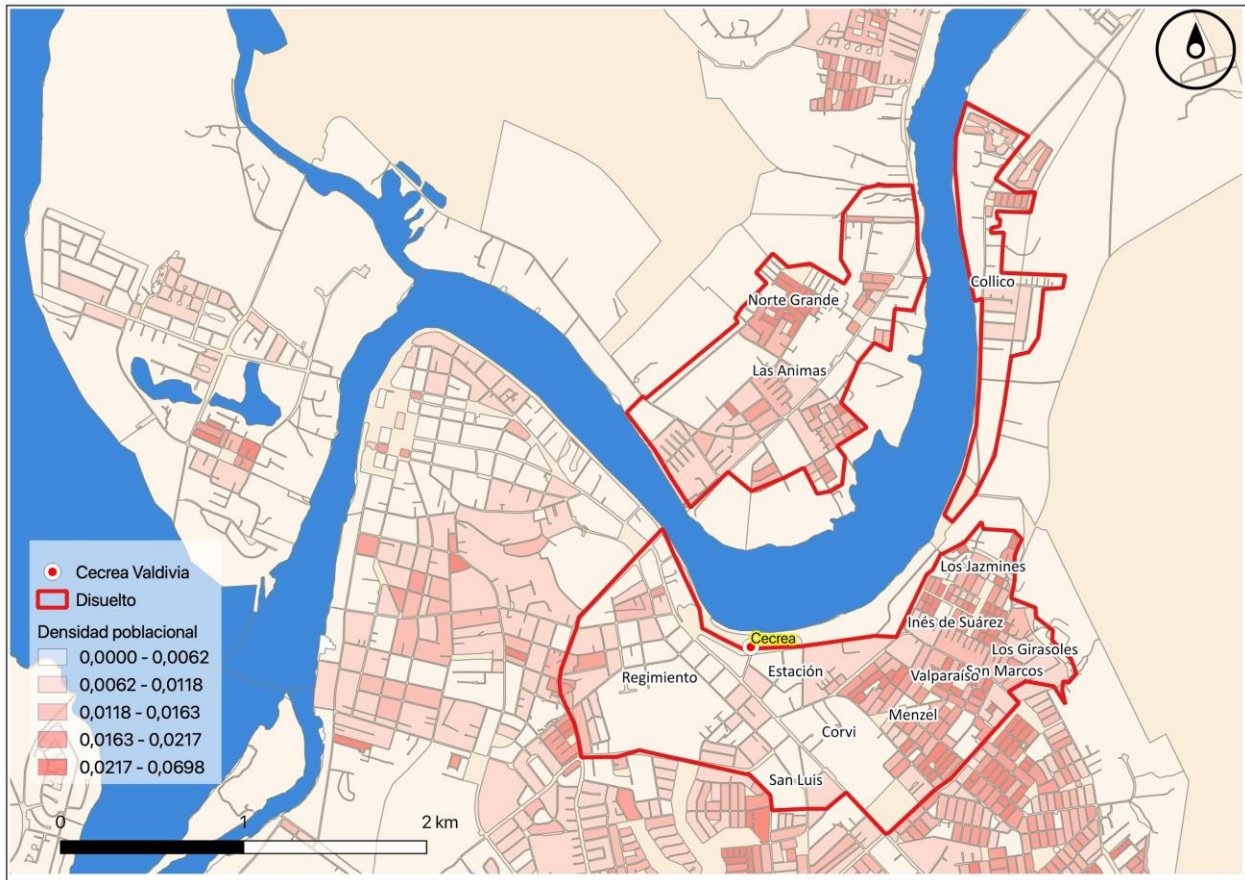 Collico
Norte Grande
Las Animas
Los Jazmines
Inés de Suárez
Cecrea
Los Girasoles
Estación
Valparaíso
San Marcos
Regimiento
Menzel
Corvi
San Luis
Cecrea Valdivia
Disuelto
Densidad poblacional
0,0000 - 0,0062
0,0062 - 0,0118
0,0118 - 0,0163
0,0163 - 0,0217
0,0217 - 0,0698
0 1 2 km